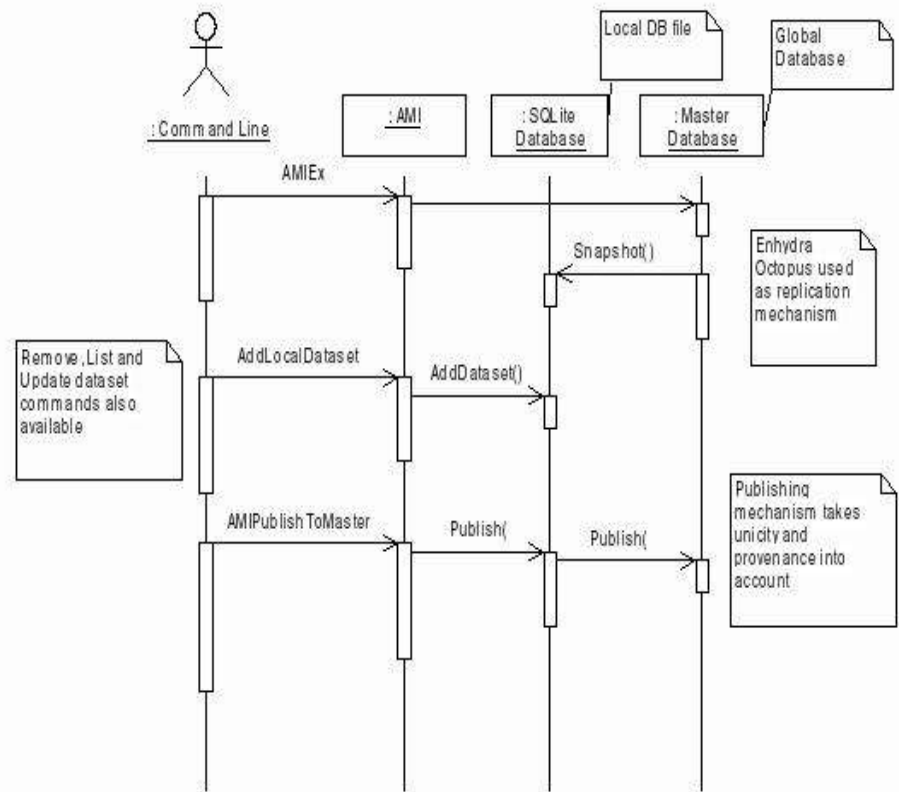 Local DB file
Global
Database
: Command Line
: AMI
: SQLite
Database
: Master
Database
AMIEx
Snapshot()
Enhydra
Octopus used
as replication
mechanism
Remove, List and
Update dataset
commands also
available
AddLocalDataset
AddDataset()
AMIPublishToMaster
Publish(
Publish(
Publishing
mechanism takes
unicity and
provenance into
account